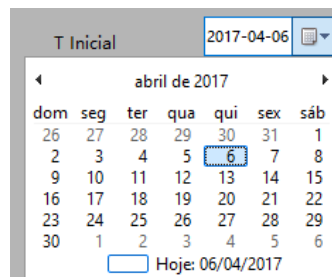 T Inicial 2017-04-06
abril de 2017
dom seg ter qua qui sex sáb
26 27 28 29 30 31 1
2 3 4 5 6 7 8
9 10 11 12 13 14 15
16 17 18 19 20 21 22
23 24 25 26 27 28 29
30 1 2 3 4 5 6
Hoje: 06/04/2017